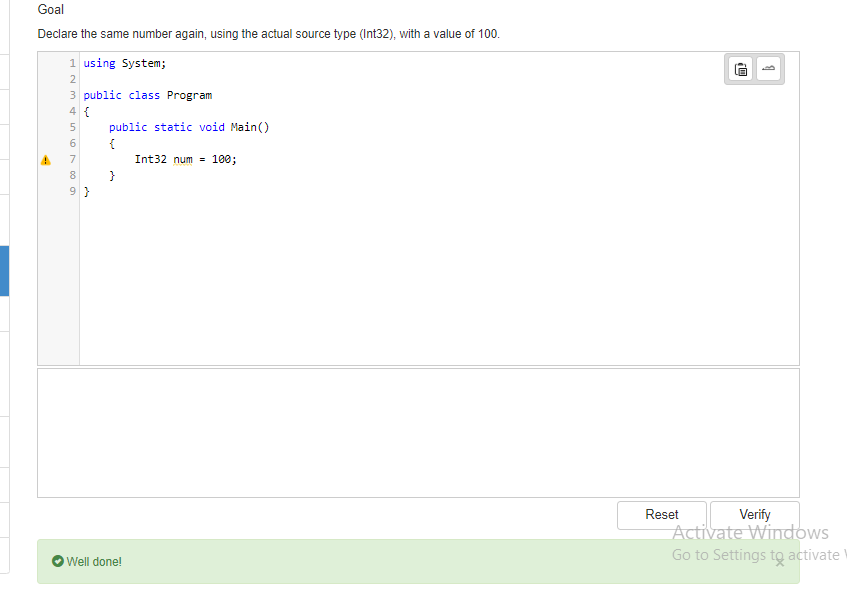 Goal
Declare the same number again, using the actual source type (Int32), with a value of 100.
1 using System;
2
3 public class Program
4 {
5 public static void Main()
6 {
7 Int32 num = 100;
8 }
9 }
Reset Verify
Activate Windows
Go to Settings to activate
Well done!